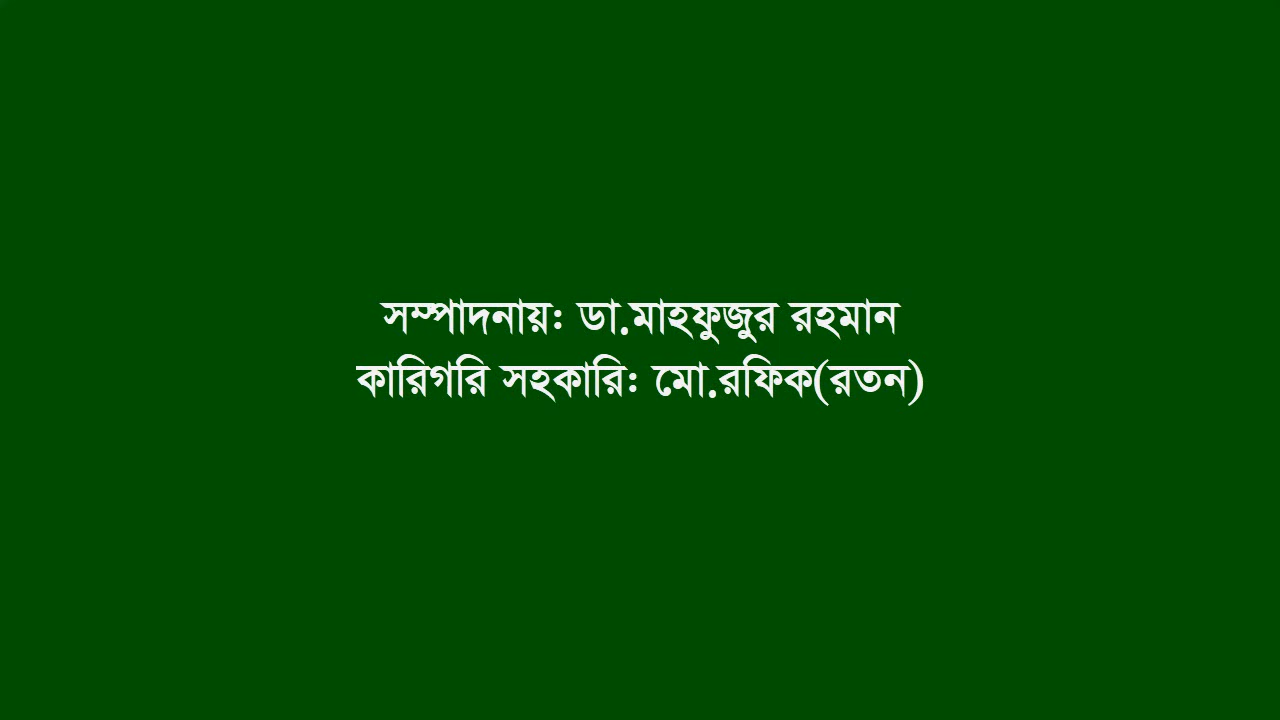 সম্পাদনায়: ডা.মাহফুজুর রহমান
কারিগরি সহকারি: মো.রফিক(রতন)